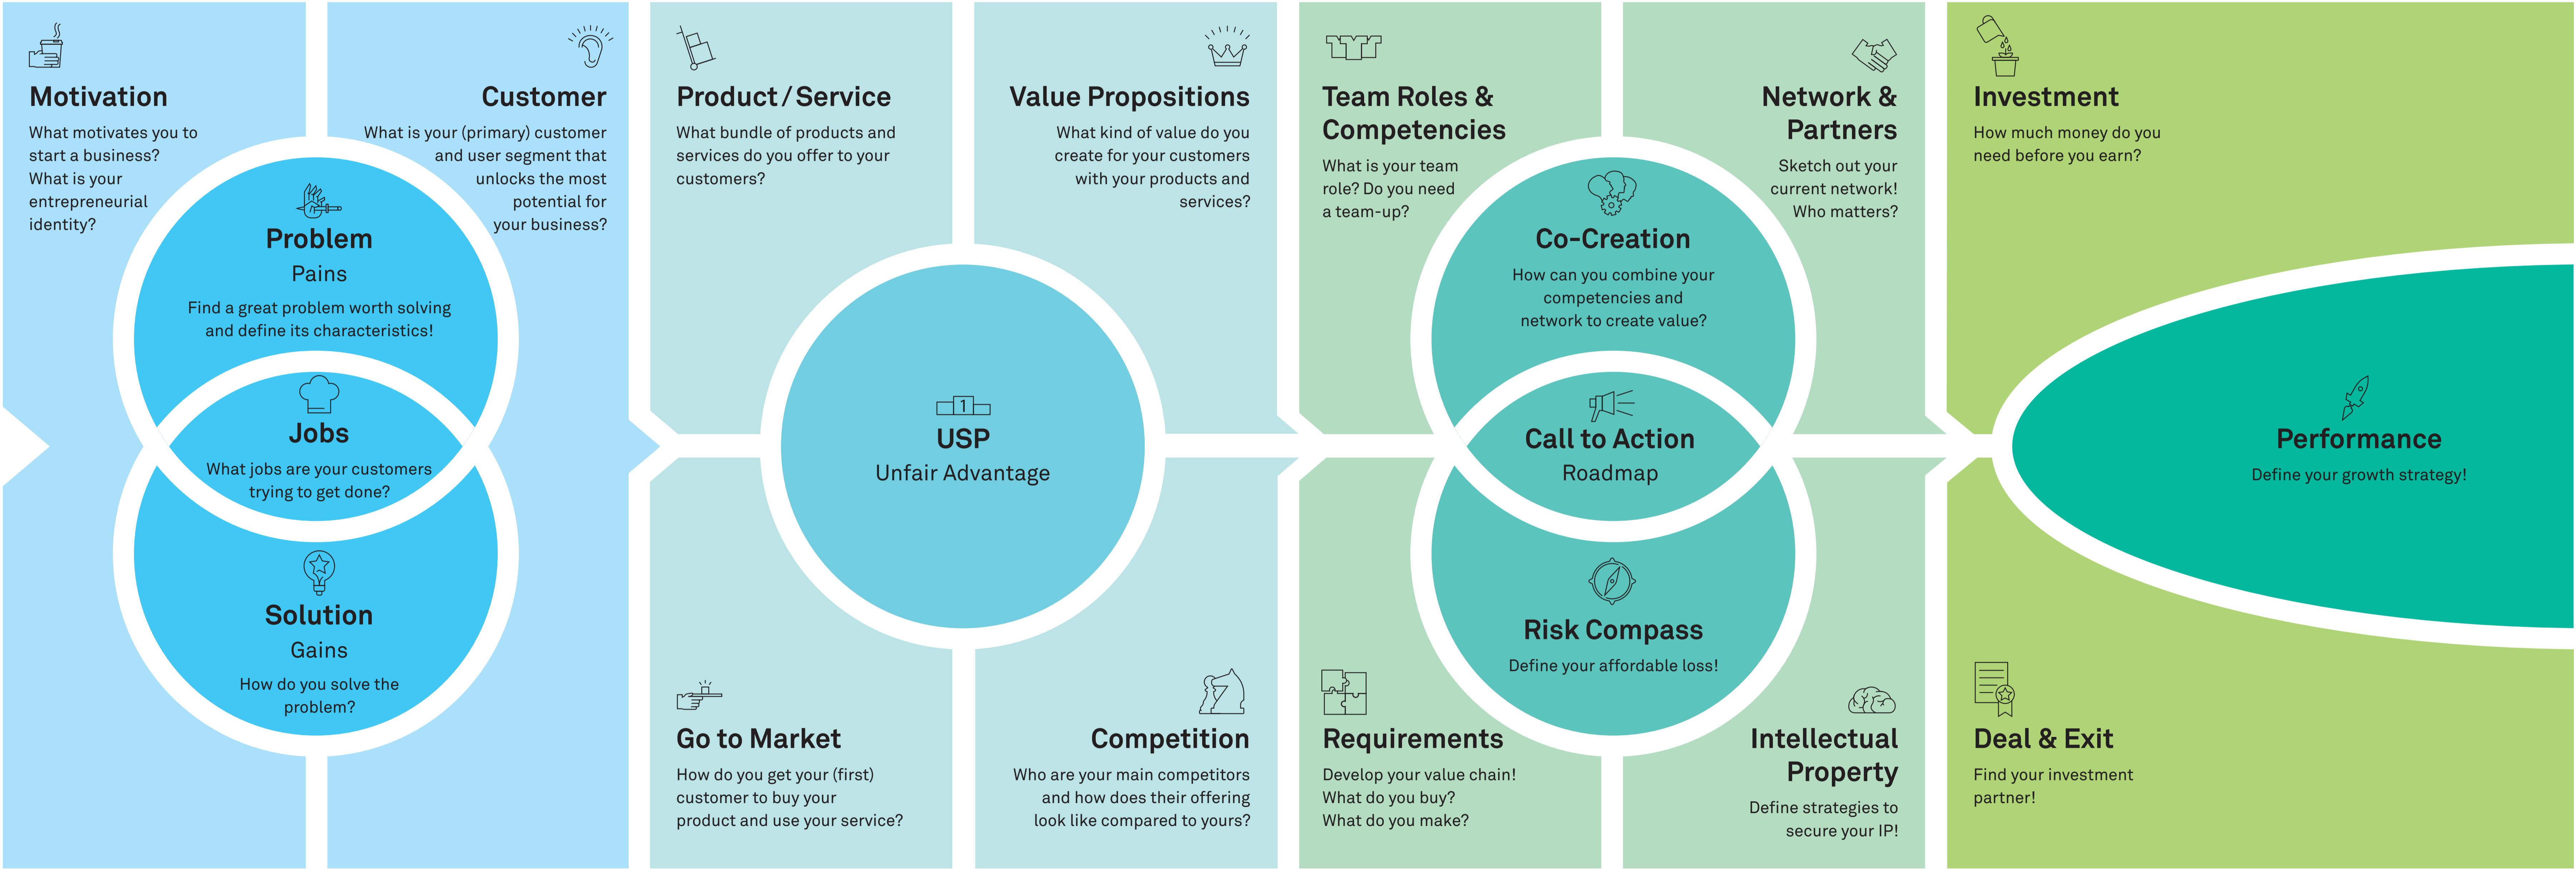 Motivation
What motivates you to
start a business?
What is your
entrepreneurial
identity?
Customer
What is your (primary) customer
and user segment that
unlocks the most
potential for
your business?
Problem
Pains
Find a great problem worth solving
and define its characteristics!
Jobs
What jobs are your customers
trying to get done?
Solution
Gains
How do you solve the
problem?
Product / Service
What bundle of products and
services do you offer to your
customers?
Value Propositions
What kind of value do you
create for your customers
with your products and
services?
1
USP
Unfair Advantage
Go to Market
How do you get your (first)
customer to buy your
product and use your service?
Competition
Who are your main competitors
and how does their offering
look like compared to yours?
Team Roles &
Competencies
What is your team
role? Do you need
a team-up?
Network &
Partners
Sketch out your
current network!
Who matters?
Co-Creation
How can you combine your
competencies and
network to create value?
Call to Action
Roadmap
Risk Compass
Define your affordable loss!
Requirements
Develop your value chain!
What do you buy?
What do you make?
Intellectual
Property
Define strategies to
secure your IP!
Investment
How much money do you
need before you earn?
Performance
Define your growth strategy!
Deal & Exit
Find your investment
partner!